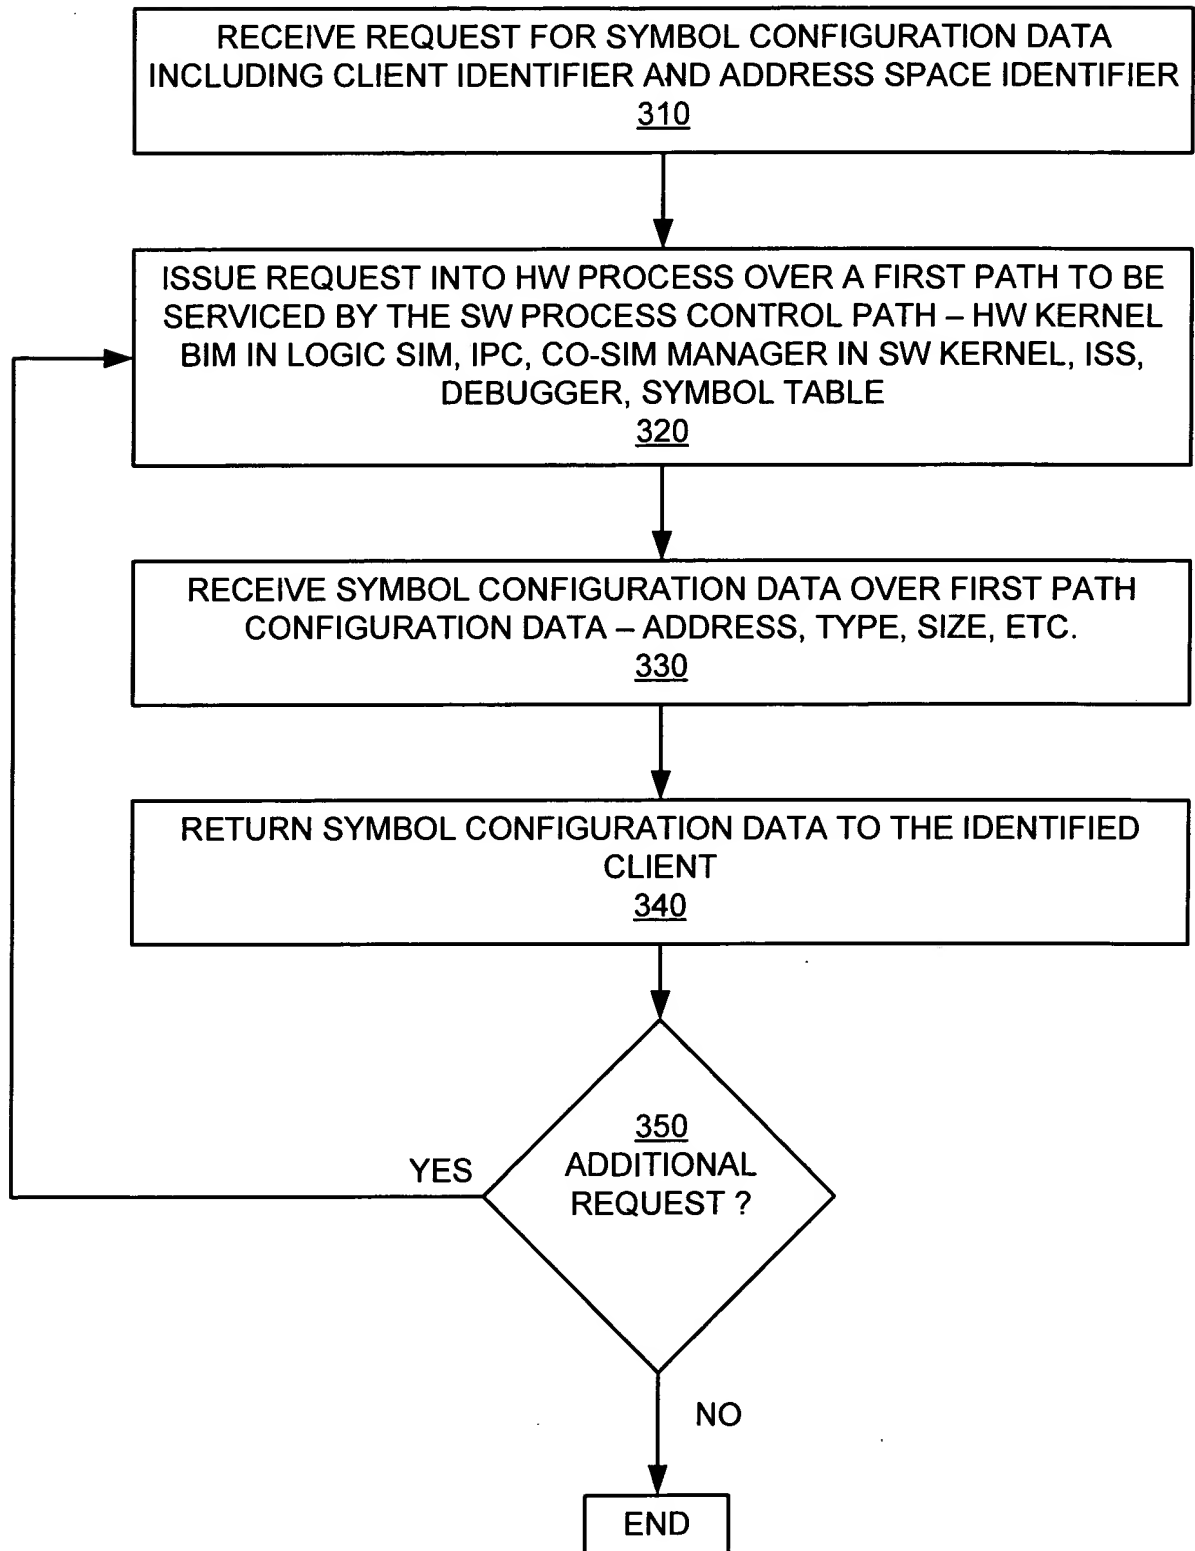 RECEIVE REQUEST FOR SYMBOL CONFIGURATION DATA
INCLUDING CLIENT IDENTIFIER AND ADDRESS SPACE IDENTIFIER
310
ISSUE REQUEST INTO HW PROCESS OVER A FIRST PATH TO BE
SERVICED BY THE SW PROCESS CONTROL PATH – HW KERNEL
BIM IN LOGIC SIM, IPC, CO-SIM MANAGER IN SW KERNEL, ISS,
DEBUGGER, SYMBOL TABLE
320
RECEIVE SYMBOL CONFIGURATION DATA OVER FIRST PATH
CONFIGURATION DATA – ADDRESS, TYPE, SIZE, ETC.
330
RETURN SYMBOL CONFIGURATION DATA TO THE IDENTIFIED
CLIENT
340
350
ADDITIONAL
REQUEST ?
YES
NO
END